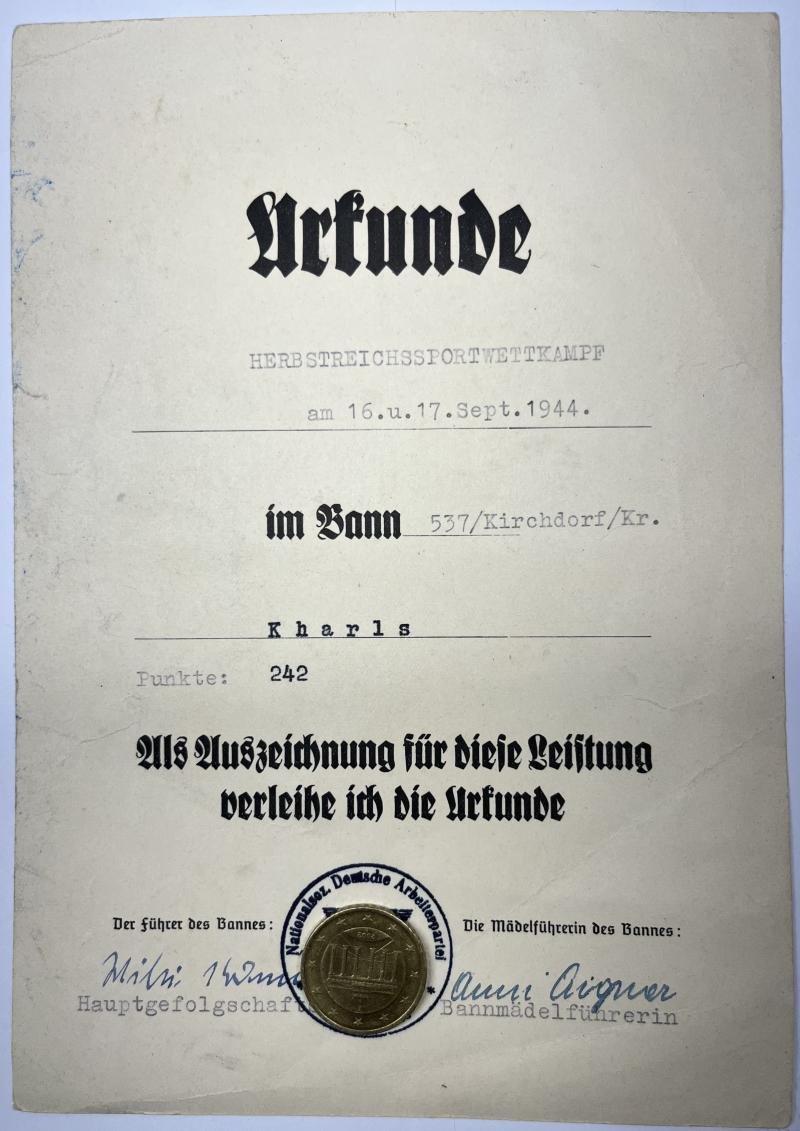 Urkunde
HERBSTREICHSSPORTWETTKAMPF
am 16.u.17.Sept.1944.
im Bann 537/Kirchdorf/Kr.
Kharls
Punkte: 242
Als Auszeichnung für diese Leistung
verleihe ich die Urkunde
Nationalsoz. Deutsche Arbeiterpartei
Der Führer des Bannes:
Die Mädelführerin des Bannes:
Anni Aigner
Hauptgefolgschaft
Bannmädelführerin